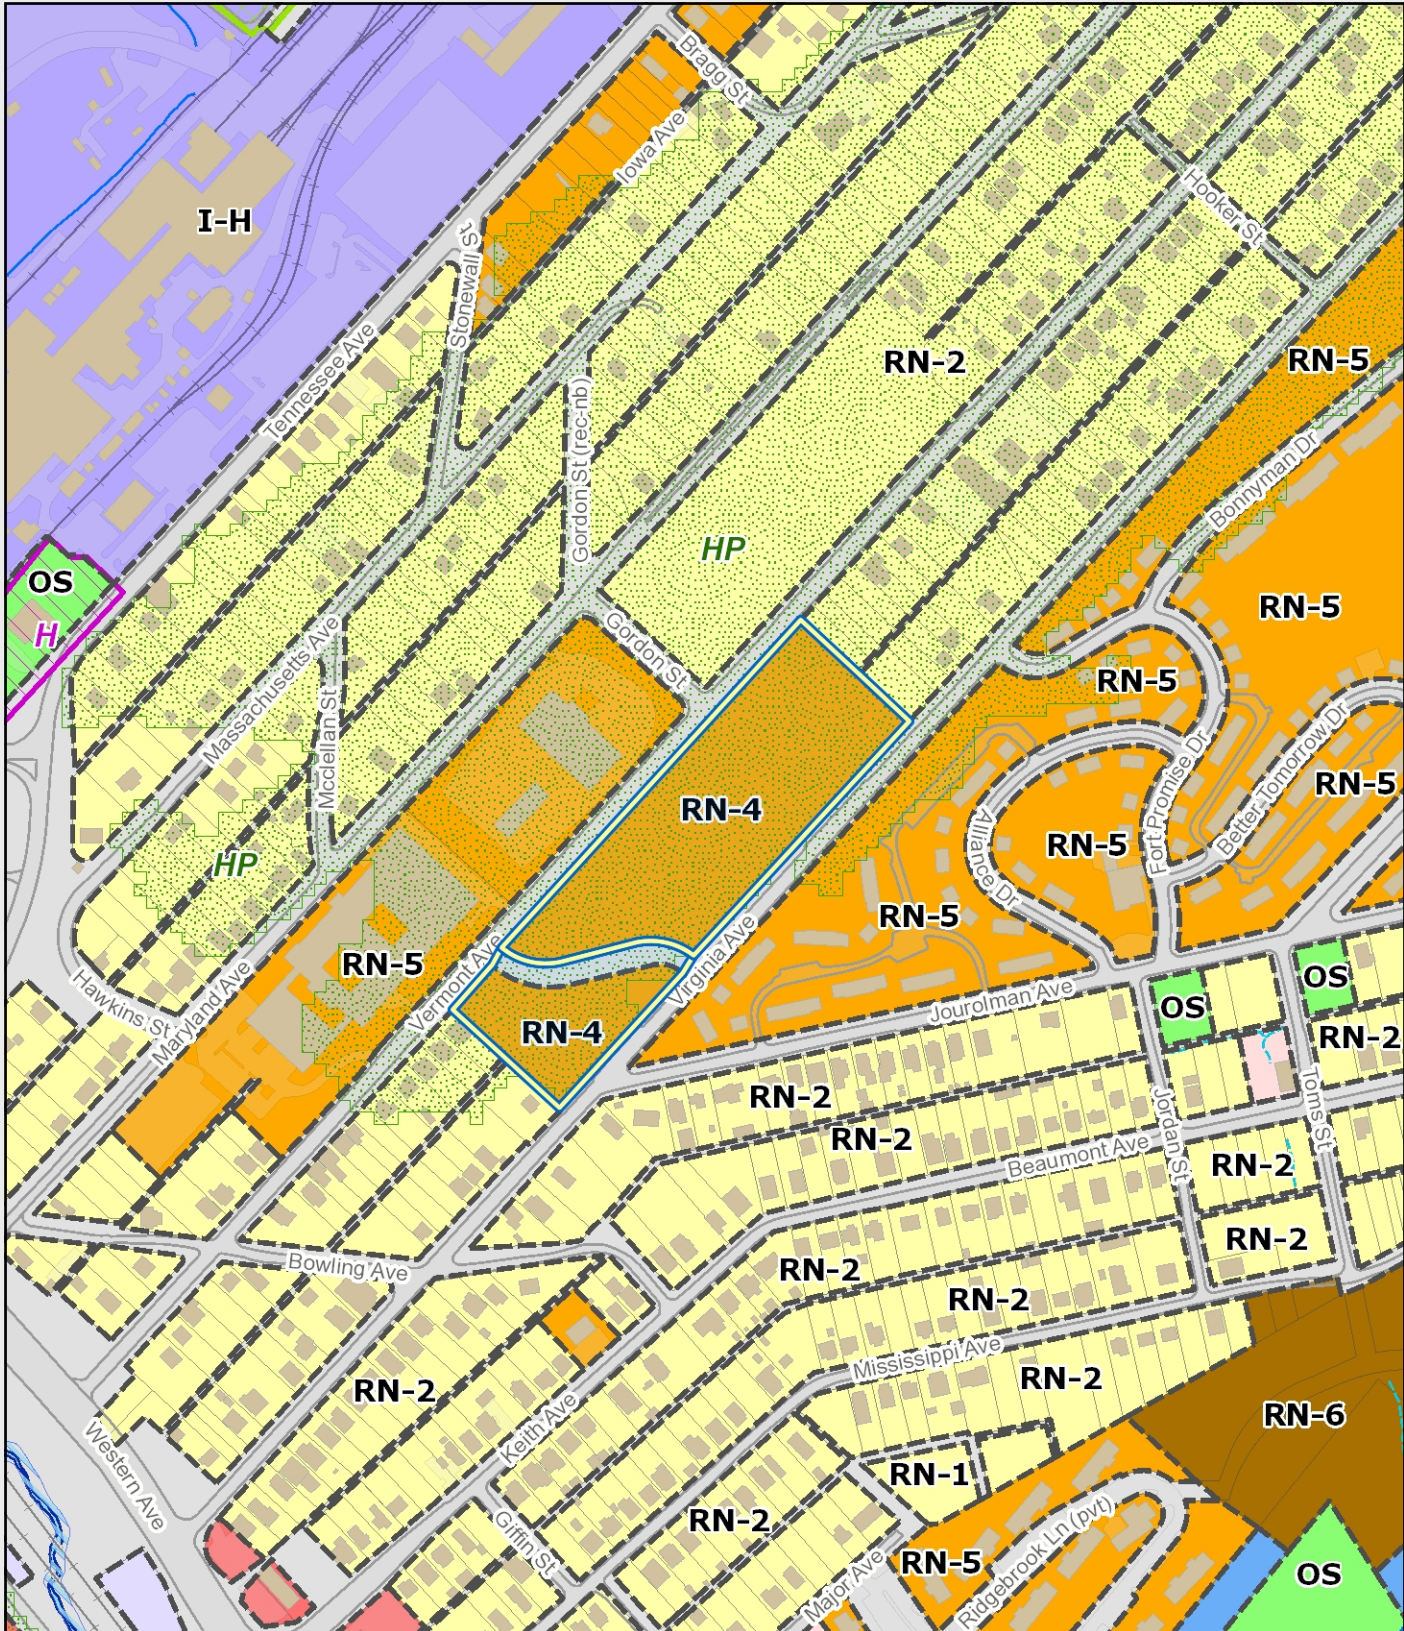 Bragg St
Iowa Ave
Hooker St
I-H
Stonewall St
Tennessee Ave
RN-2
RN-5
Gordon St (rec-nb)
Bonnyman Dr
HP
OS
H
RN-5
Gordon St
Massachusetts Ave
RN-5
Mcclellan St
Fort Promise Dr
Better Tomorrow Dr
RN-5
RN-4
Alliance Dr
RN-5
HP
RN-5
RN-5
Vermont Ave
Virginia Ave
Hawkins St
Maryland Ave
RN-4
Jourolman Ave
OS
OS
RN-2
RN-2
RN-2
Jordan St
Toms St
Beaumont Ave
RN-2
RN-2
Bowling Ave
RN-2
RN-2
Mississippi Ave
RN-2
RN-2
Keith Ave
RN-6
Western Ave
RN-1
RN-2
Giffin St
RN-5
Ridgebrook Ln (pvt)
Major Ave
OS